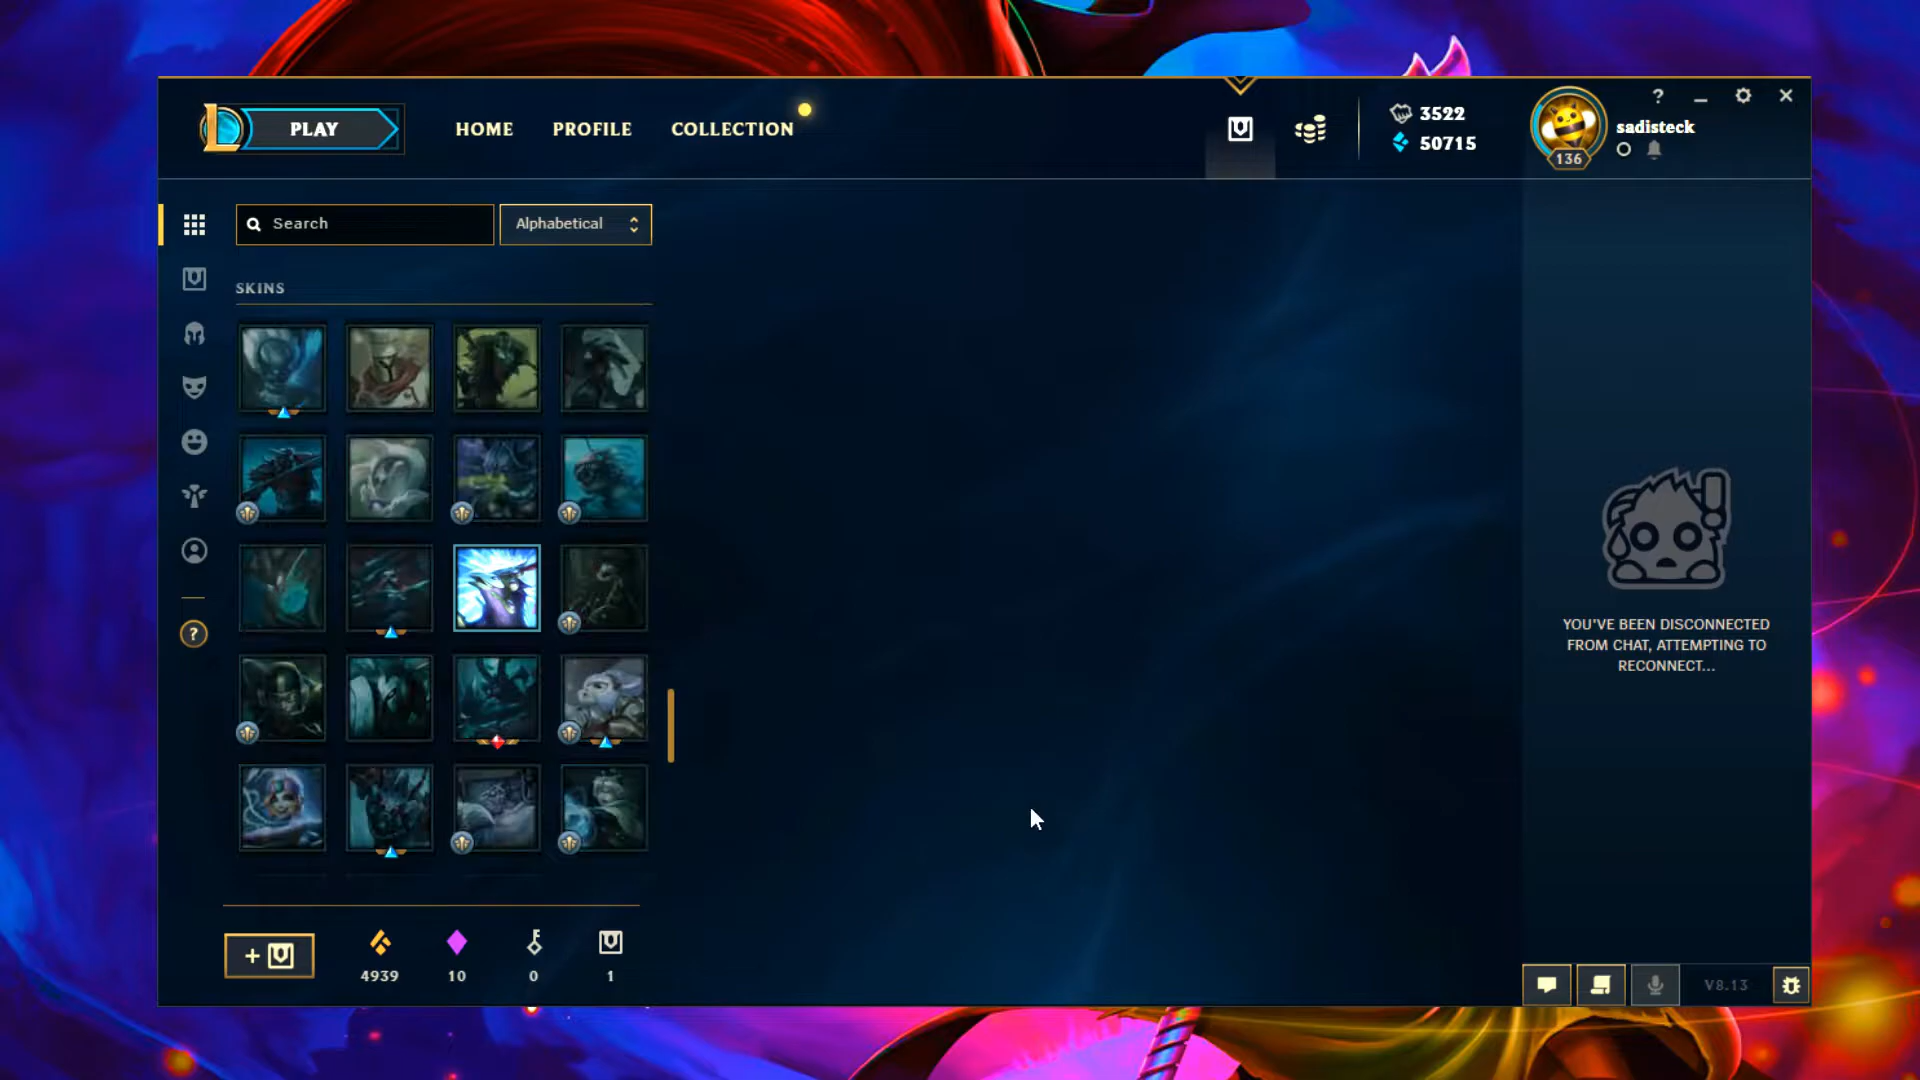 PLAY
HOME
PROFILE
COLLECTION
3522
50715
136
sadisteck
?
Search
Alphabetical
SKINS
?
YOU'VE BEEN DISCONNECTED
FROM CHAT, ATTEMPTING TO
RECONNECT...
+
4939
10
0
1
V8.13